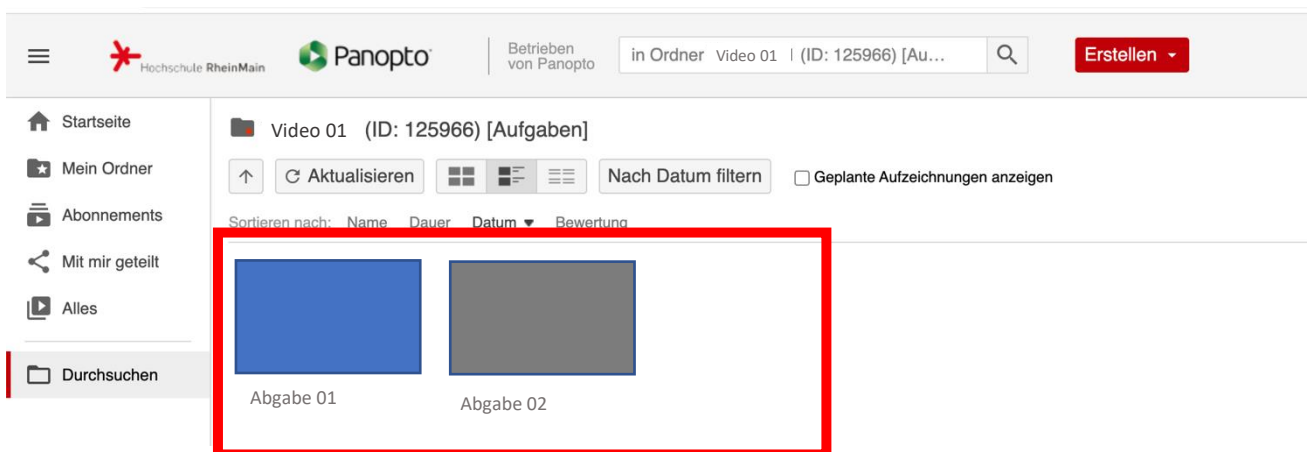 Hochschule RheinMain
Panopto
Betrieben
von Panopto
in Ordner Video 01 | (ID: 125966) [Au...
Erstellen
Startseite
Mein Ordner
Abonnements
Mit mir geteilt
Alles
Durchsuchen
Video 01 (ID: 125966) [Aufgaben]
Aktualisieren
Nach Datum filtern
Geplante Aufzeichnungen anzeigen
Sortieren nach: Name Dauer Datum Bewertung
Abgabe 01
Abgabe 02